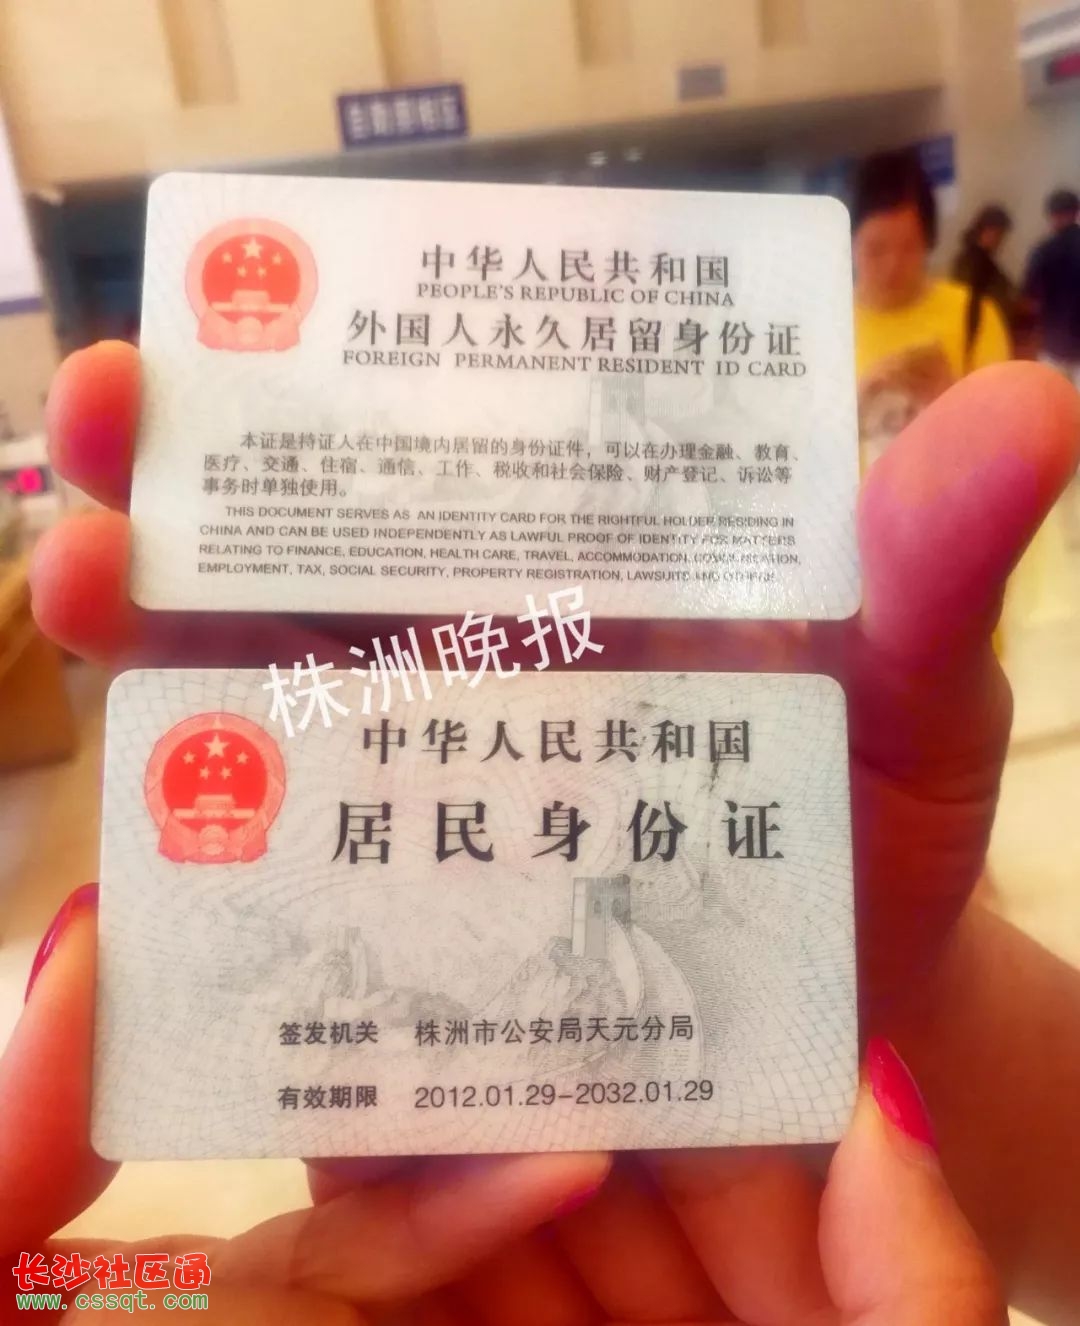 中华人民共和国
PEOPLE'S REPUBLIC OF CHINA
外国人永久居留身份证
FOREIGN PERMANENT RESIDENT ID CARD
本证是持证人在中国境内居留的身份证件，可以在办理金融、教育、
医疗、交通、住宿、通信、工作、税收和社会保险、财产登记、诉讼等
事务时单独使用。
THIS DOCUMENT SERVES AS AN IDENTITY CARD FOR THE RIGHTFUL HOLDER RESIDING IN
CHINA AND CAN BE USED INDEPENDENTLY AS LAWFUL PROOF OF IDENTITY FOR MATTERS
RELATING TO FINANCE, EDUCATION, HEALTH CARE, TRAVEL, ACCOMMODATION, COMMUNICATION,
EMPLOYMENT, TAX, SOCIAL SECURITY, PROPERTY REGISTRATION, LAWSUITS AND OTHERS.
株洲晚报
中华人民共和国
居民身份证
签发机关 株洲市公安局天元分局
有效期限 2012.01.29-2032.01.29
长沙社区通
www.cssqt.com